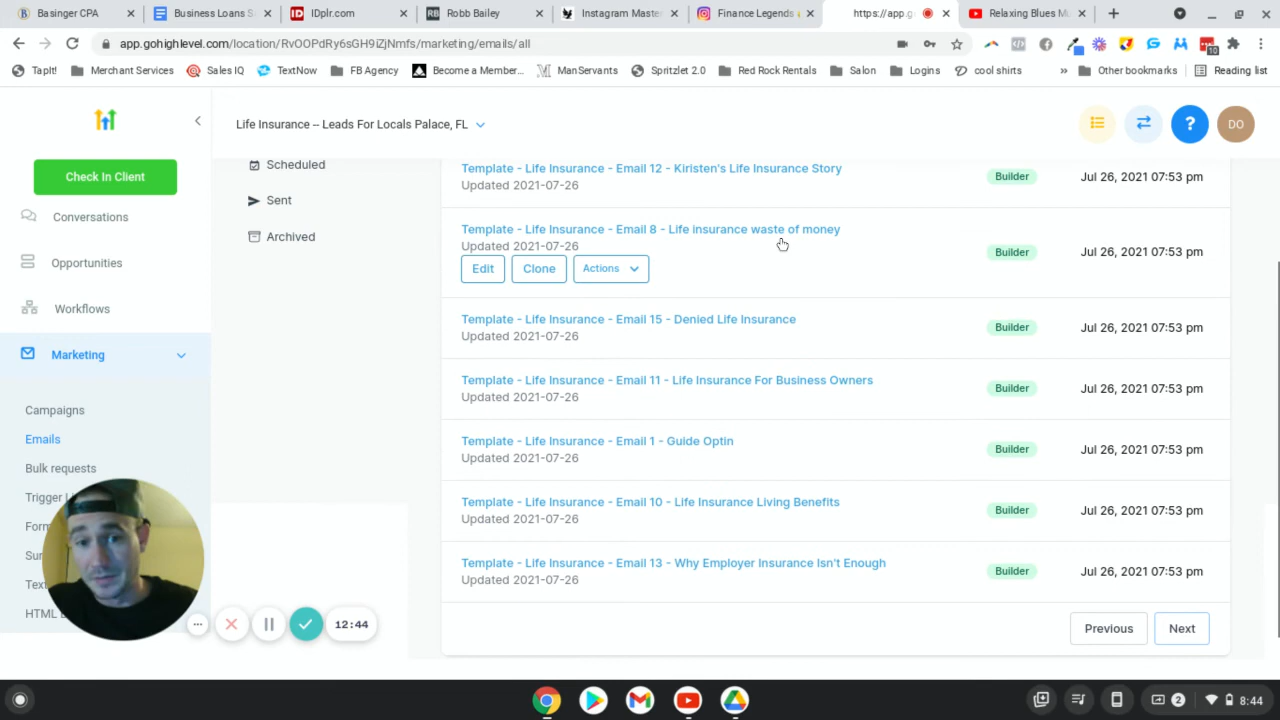 Basinger CPA
Business Loans S
IDplr.com
Robb Bailey
Instagram Maste
Finance Legends
https://app.g
Relaxing Blues M
app.gohighlevel.com/location/RvOOPdRy6sGH9iZjNmfs/marketing/emails/all
10
TapIt!
Merchant Services
Sales IQ
TextNow
FB Agency
Become a Member...
ManServants
Spritzlet 2.0
Red Rock Rentals
Salon
Logins
cool shirts
»
Other bookmarks
Reading list
Life Insurance -- Leads For Locals Palace, FL
?
DO
Check In Client
Conversations
Opportunities
Workflows
Marketing
Campaigns
Emails
Bulk requests
Trigger Li
Form
Sur
Text
HTML
Scheduled
Sent
Archived
Template - Life Insurance - Email 12 - Kiristen's Life Insurance Story
Updated 2021-07-26
Builder
Jul 26, 2021 07:53 pm
Template - Life Insurance - Email 8 - Life insurance waste of money
Updated 2021-07-26
Edit
Clone
Actions
Builder
Jul 26, 2021 07:53 pm
Template - Life Insurance - Email 15 - Denied Life Insurance
Updated 2021-07-26
Builder
Jul 26, 2021 07:53 pm
Template - Life Insurance - Email 11 - Life Insurance For Business Owners
Updated 2021-07-26
Builder
Jul 26, 2021 07:53 pm
Template - Life Insurance - Email 1 - Guide Optin
Updated 2021-07-26
Builder
Jul 26, 2021 07:53 pm
Template - Life Insurance - Email 10 - Life Insurance Living Benefits
Updated 2021-07-26
Builder
Jul 26, 2021 07:53 pm
Template - Life Insurance - Email 13 - Why Employer Insurance Isn't Enough
Updated 2021-07-26
Builder
Jul 26, 2021 07:53 pm
Previous
Next
12:44
2
8:44